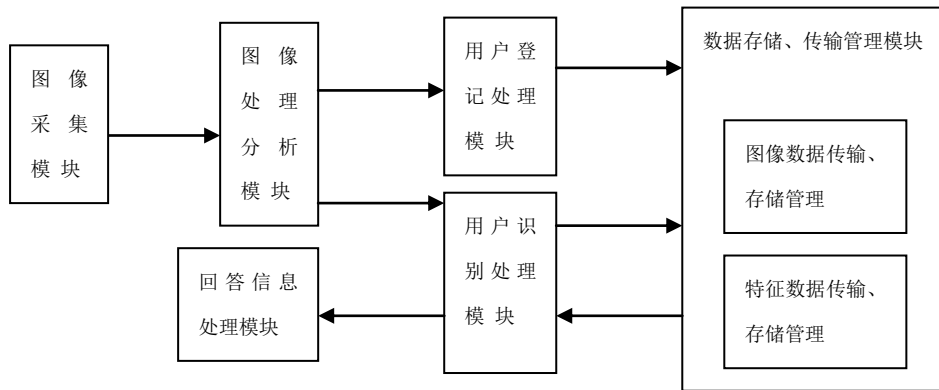 图像
采集
模块
图像
处理
分析
模块
用户登
记处理
模块
用户识
别处理
模块
回答信息
处理模块
数据存储、传输管理模块
图像数据传输、
存储管理
特征数据传输、
存储管理